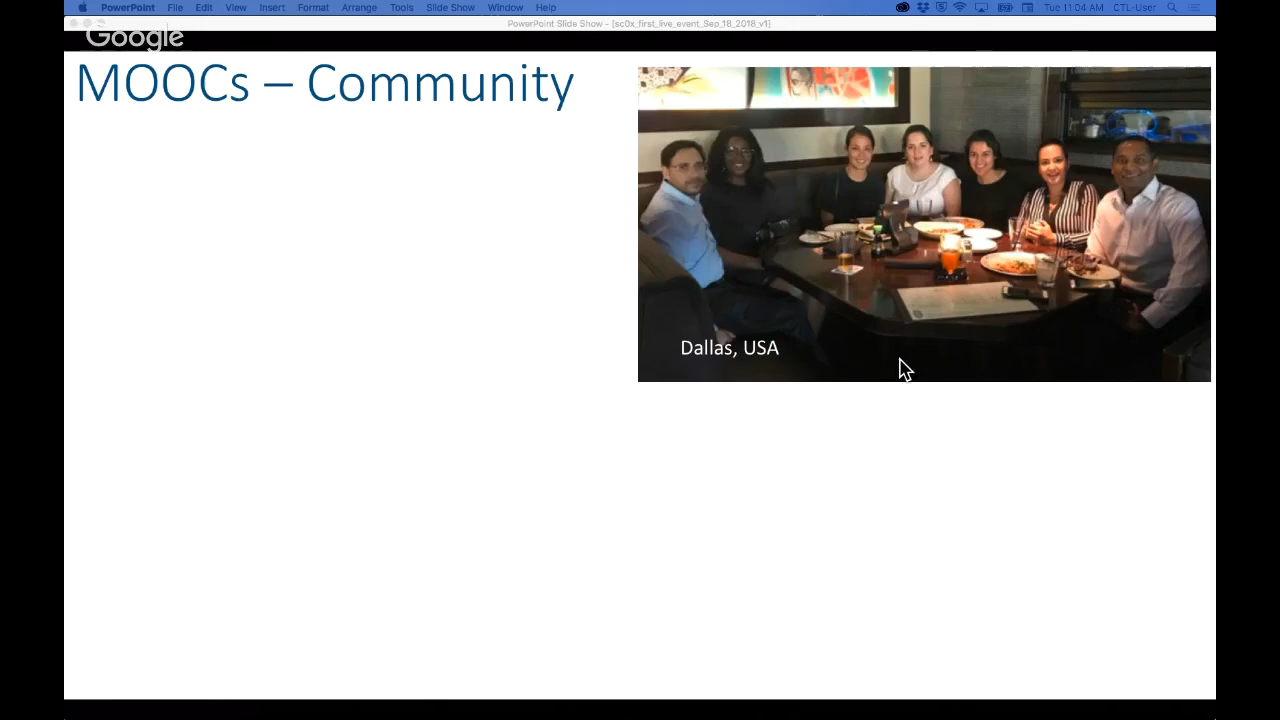 PowerPoint File Edit View Insert Format Arrange Tools Slide Show Window Help Tue 11:04 AM CTL-User
PowerPoint Slide Show - [sc0x_first_live_event_Sep_18_2018_v1]
Google
MOOCs – Community
Dallas, USA